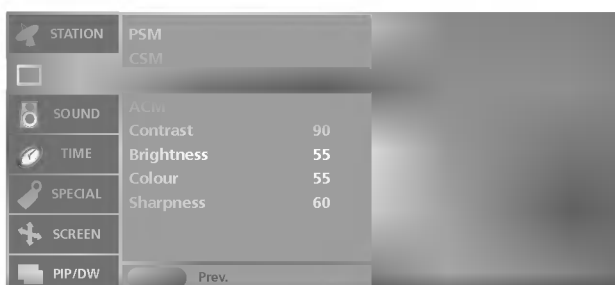 STATION
SOUND
TIME
SPECIAL
SCREEN
PIP/DW
PSM
CSM
ACM
Contrast 90
Brightness 55
Colour 55
Sharpness 60
Prev.